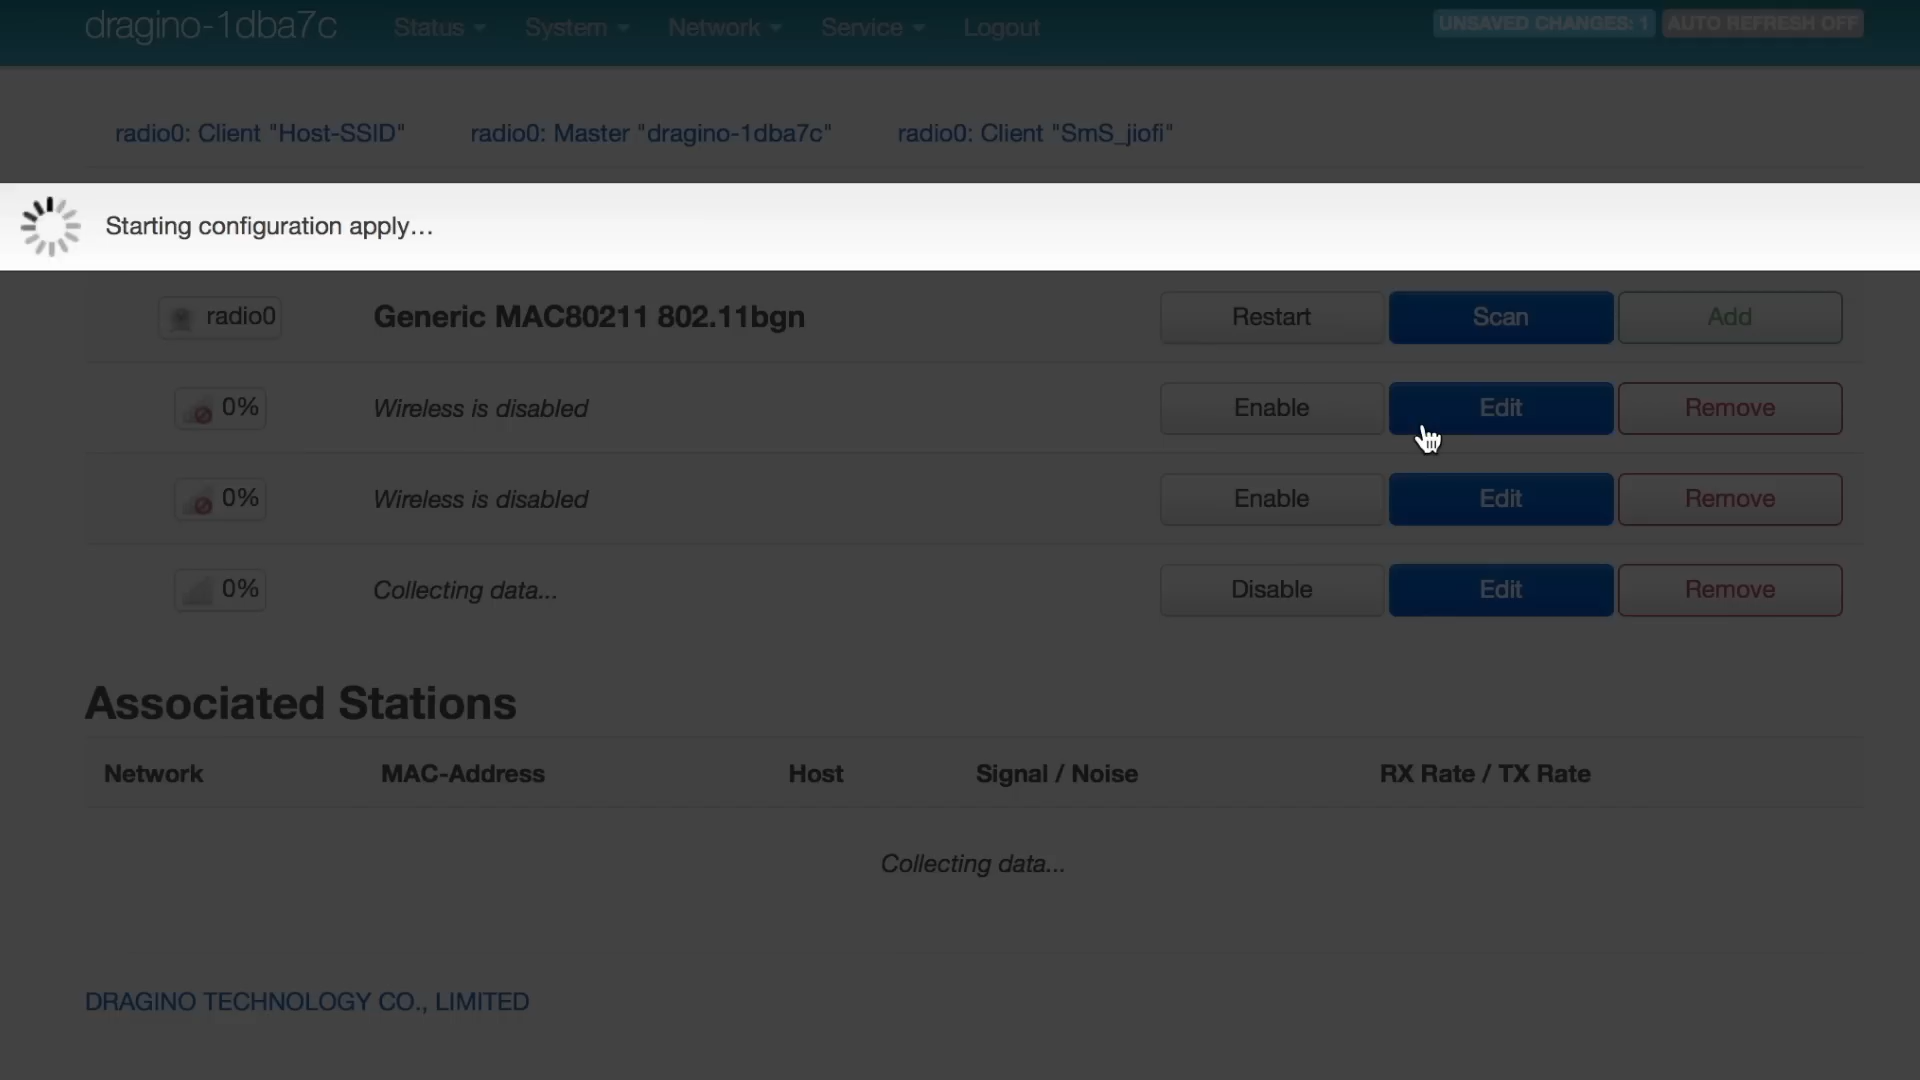 dragino-1dba7c Status System Network Service Logout UNSAVED CHANGES: 1 AUTO REFRESH OFF
radio0: Client "Host-SSID" radio0: Master "dragino-1dba7c" radio0: Client "SmS_jiofi"
Starting configuration apply…
radio0 Generic MAC80211 802.11bgn Restart Scan Add
0% Wireless is disabled Enable Edit Remove
0% Wireless is disabled Enable Edit Remove
0% Collecting data... Disable Edit Remove
Associated Stations
Network MAC-Address Host Signal / Noise RX Rate / TX Rate
Collecting data...
DRAGINO TECHNOLOGY CO., LIMITED